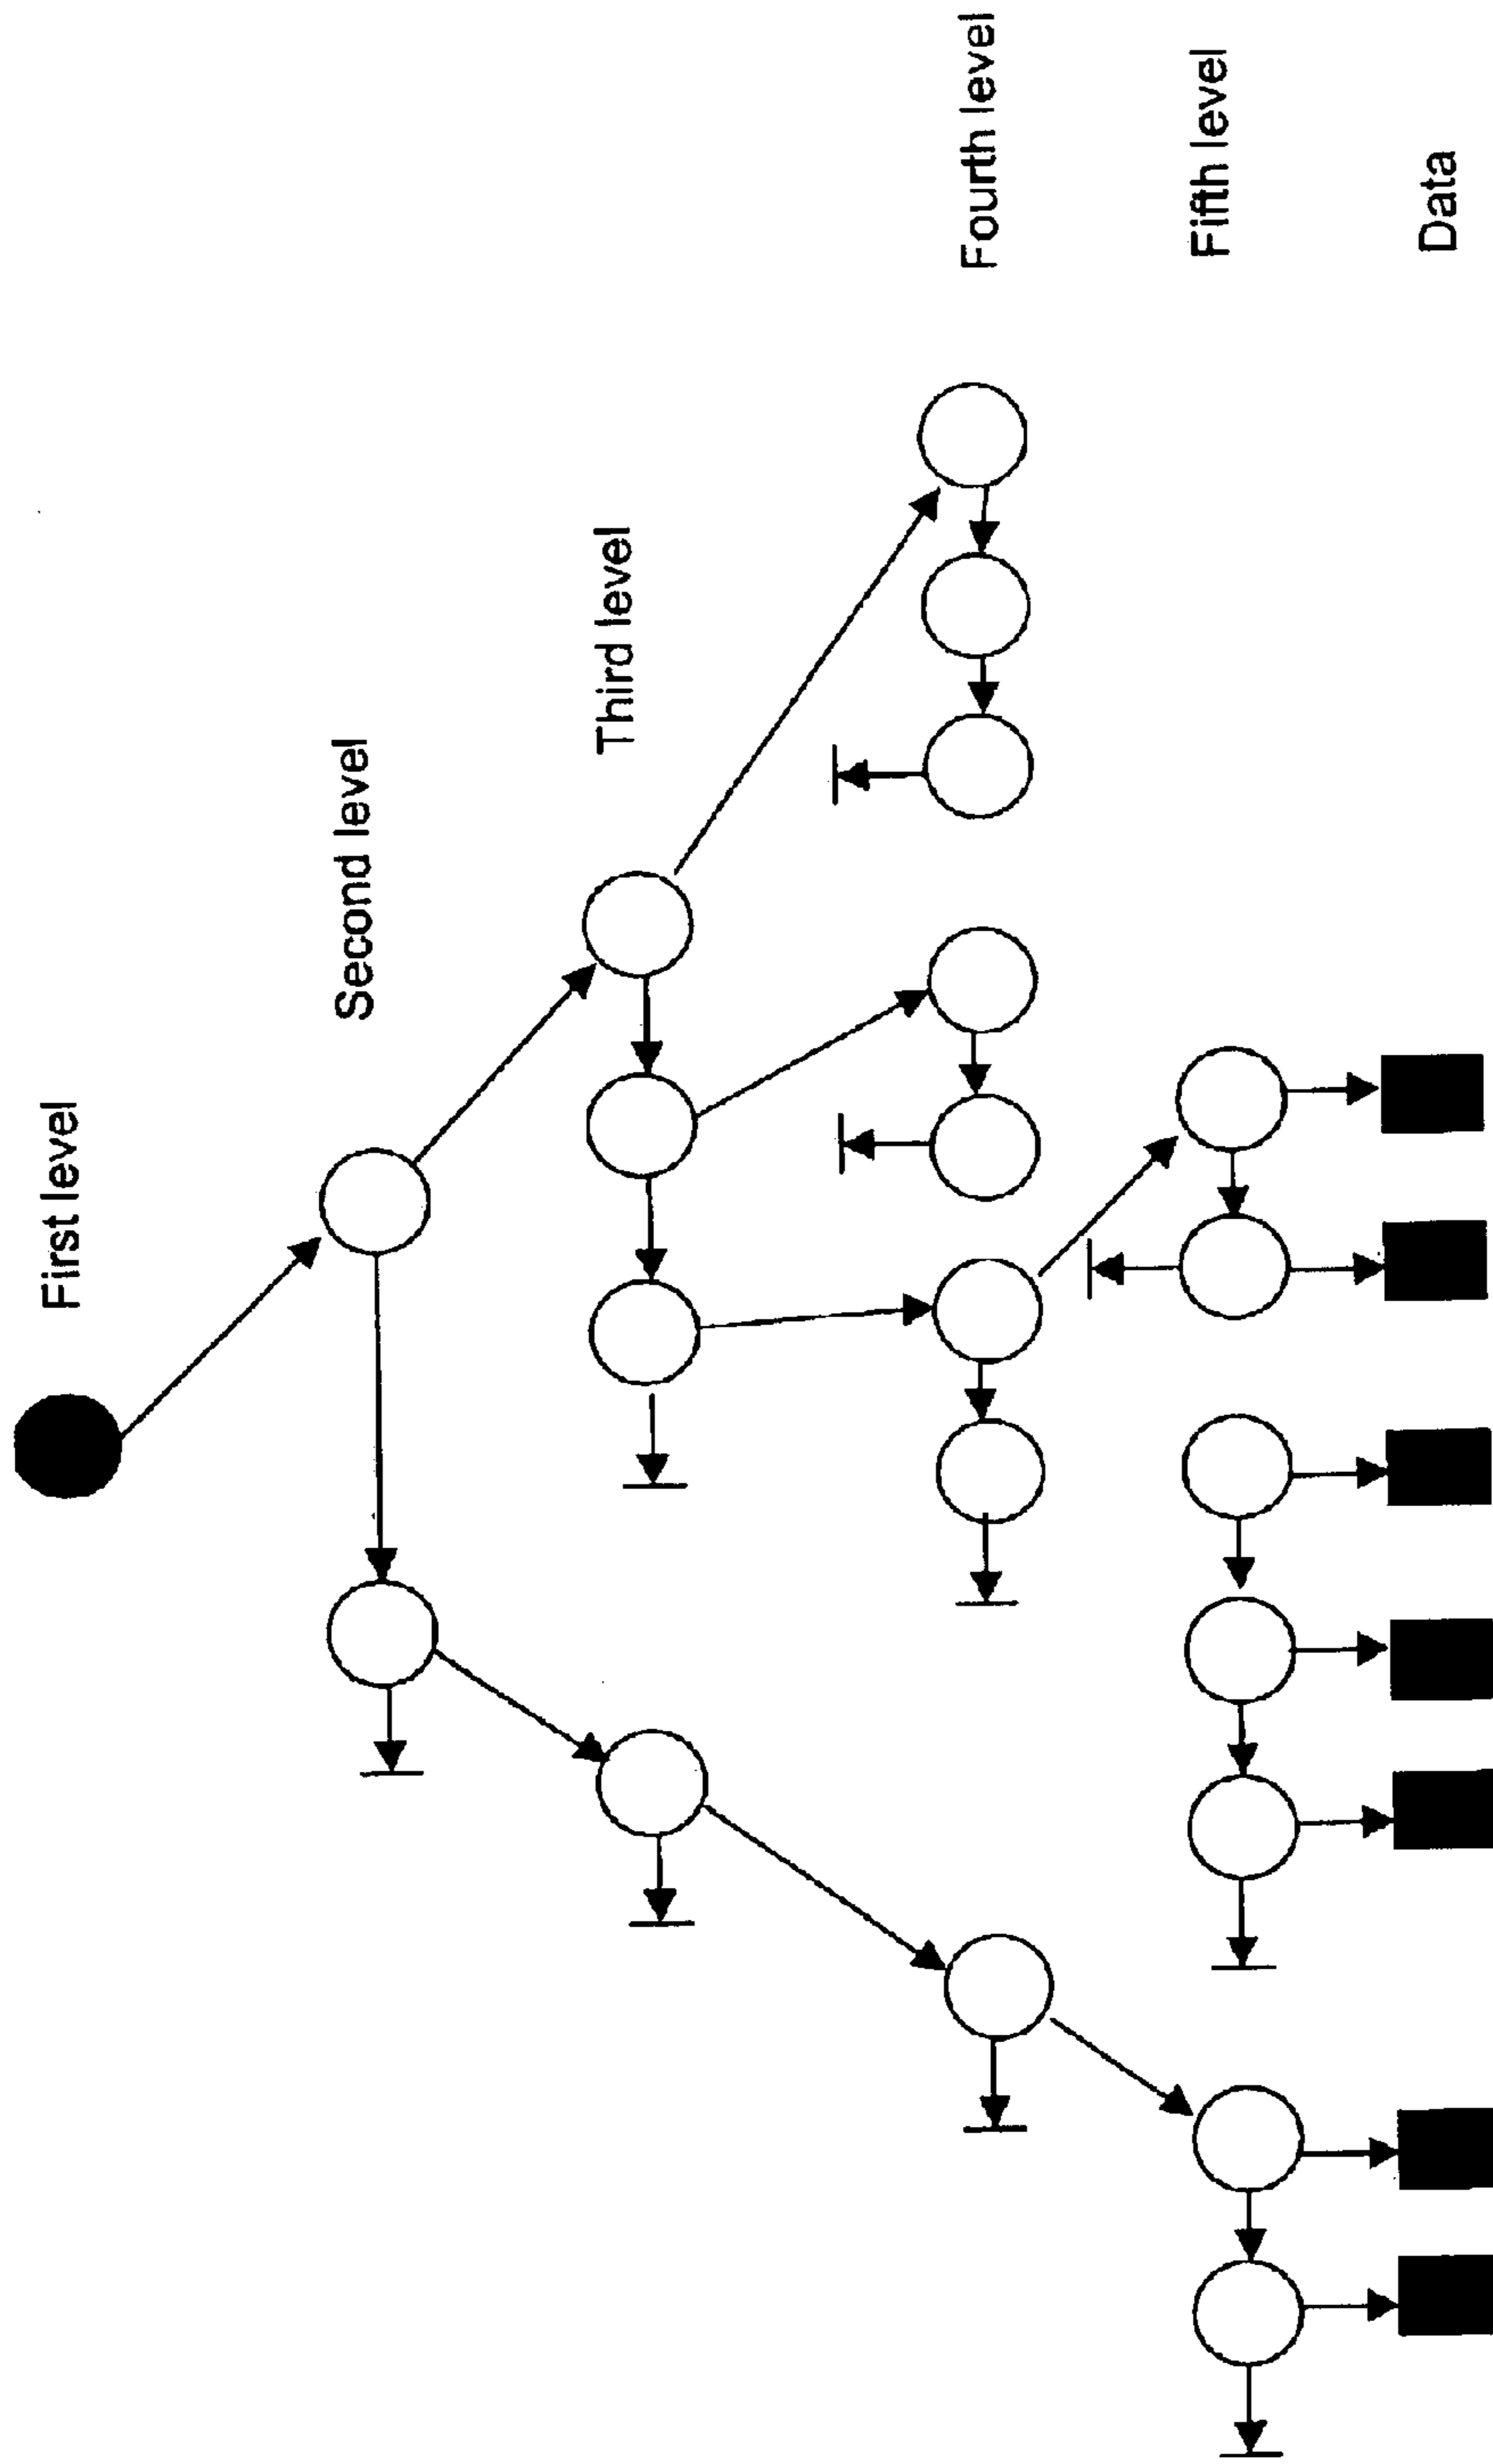 First level
Second level
Third level
Fourth level
Fifth level
Data